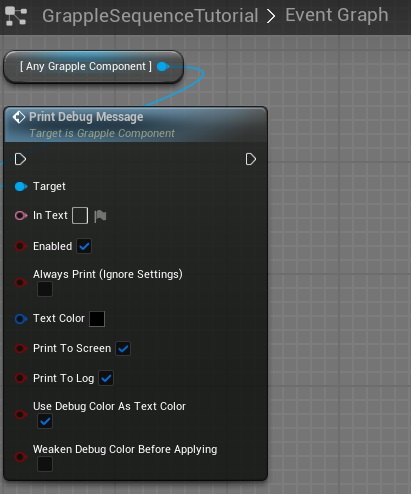 GrappleSequenceTutorial > Event Graph
[ Any Grapple Component ]
Print Debug Message
Target is Grapple Component
Target
In Text
Enabled
Always Print (Ignore Settings)
Text Color
Print To Screen
Print To Log
Use Debug Color As Text Color
Weaken Debug Color Before Applying